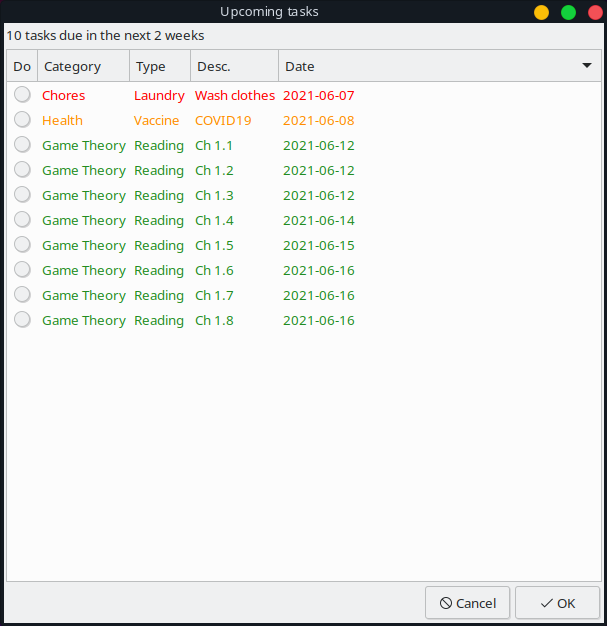 Upcoming tasks
10 tasks due in the next 2 weeks
Do Category Type Desc. Date
Chores Laundry Wash clothes 2021-06-07
Health Vaccine COVID19 2021-06-08
Game Theory Reading Ch 1.1 2021-06-12
Game Theory Reading Ch 1.2 2021-06-12
Game Theory Reading Ch 1.3 2021-06-12
Game Theory Reading Ch 1.4 2021-06-14
Game Theory Reading Ch 1.5 2021-06-15
Game Theory Reading Ch 1.6 2021-06-16
Game Theory Reading Ch 1.7 2021-06-16
Game Theory Reading Ch 1.8 2021-06-16
Cancel OK